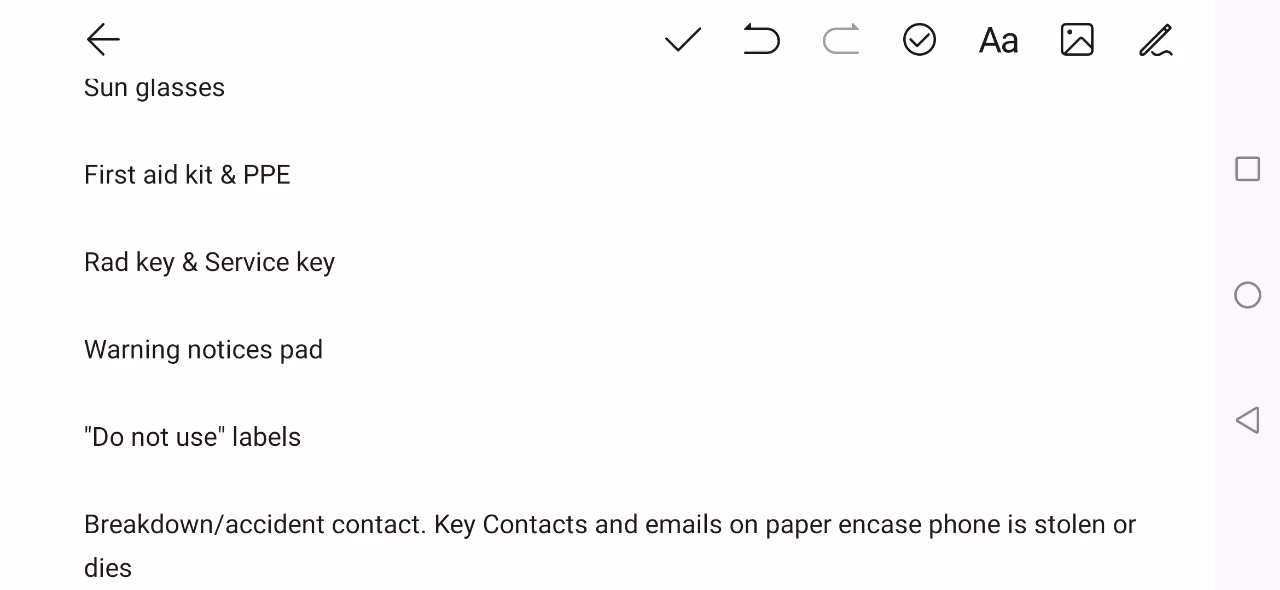 Aa
Sun glasses
First aid kit & PPE
Rad key & Service key
Warning notices pad
"Do not use" labels
Breakdown/accident contact. Key Contacts and emails on paper encase phone is stolen or
dies